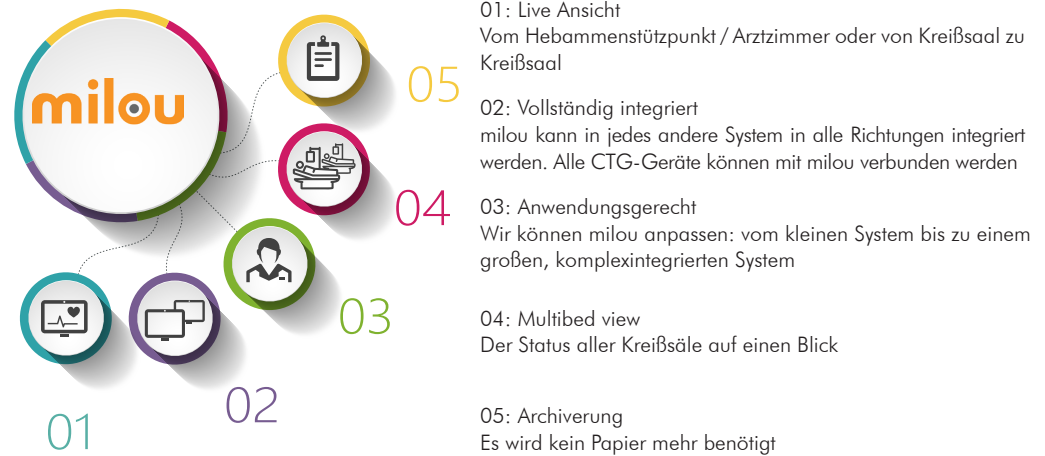 milou
05
04
03
02
01
01: Live Ansicht
Vom Hebammenstützpunkt / Arztzimmer oder von Kreißsaal zu
Kreißsaal
02: Vollständig integriert
milou kann in jedes andere System in alle Richtungen integriert
werden. Alle CTG-Geräte können mit milou verbunden werden
03: Anwendungsgerecht
Wir können milou anpassen: vom kleinen System bis zu einem
großen, komplexintegrierten System
04: Multibed view
Der Status aller Kreißsäle auf einen Blick
05: Archiverung
Es wird kein Papier mehr benötigt